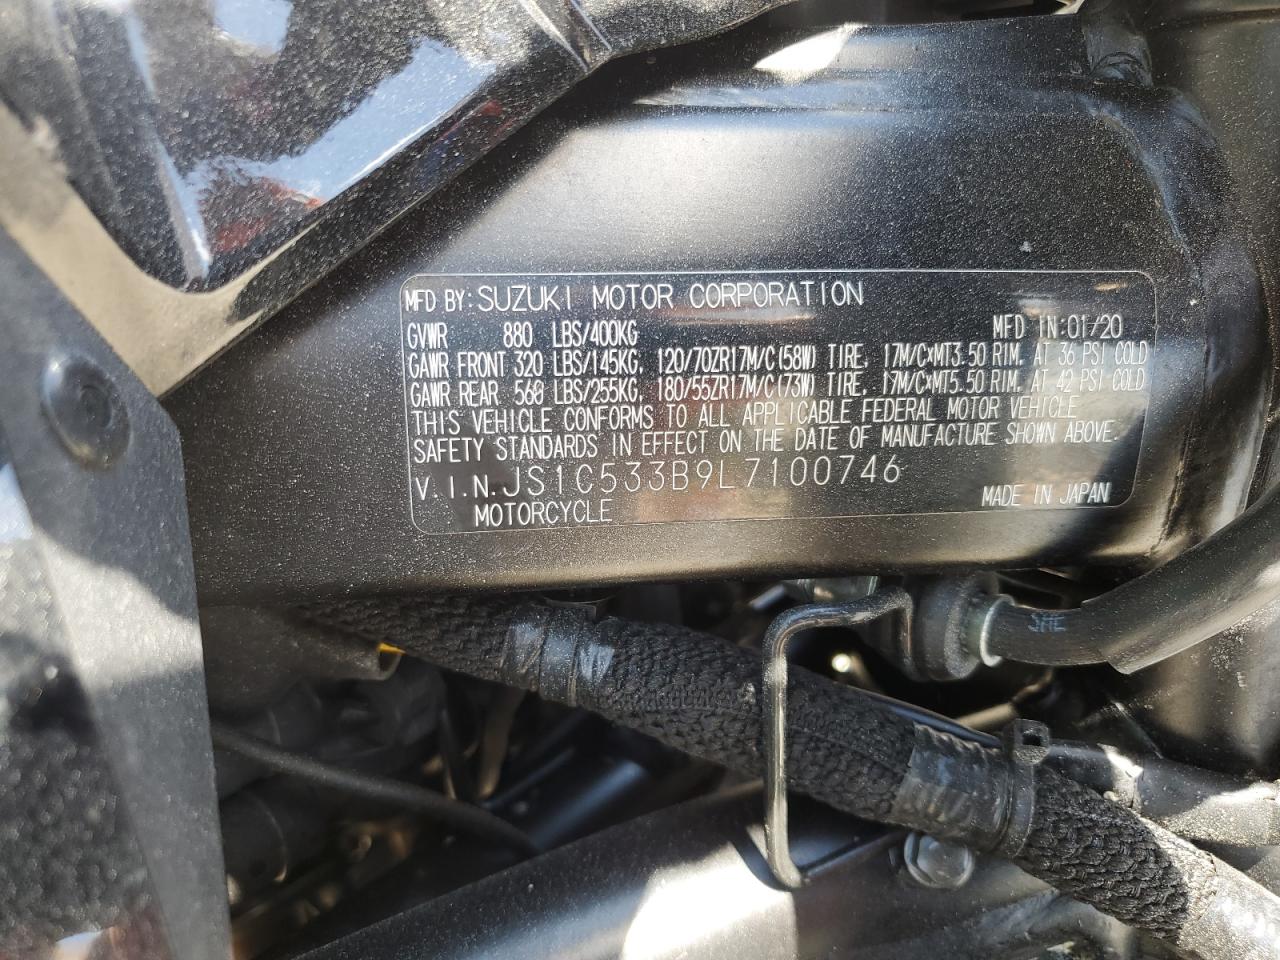 MFD BY: SUZUKI MOTOR CORPORATION
GVWR 880 LBS/400KG MFD IN: 01/20
GAWR FRONT 320 LBS/145KG, 120/70ZR17M/C(58W) TIRE, 17M/C×MT3.50 RIM. AT 36 PSI COLD
GAWR REAR 560 LBS/255KG, 180/55ZR17M/C(73W) TIRE, 17M/C×MT5.50 RIM. AT 42 PSI COLD
THIS VEHICLE CONFORMS TO ALL APPLICABLE FEDERAL MOTOR VEHICLE
SAFETY STANDARDS IN EFFECT ON THE DATE OF MANUFACTURE SHOWN ABOVE.
V.I.N. JS1C533B9L7100746
MOTORCYCLE MADE IN JAPAN
SAE